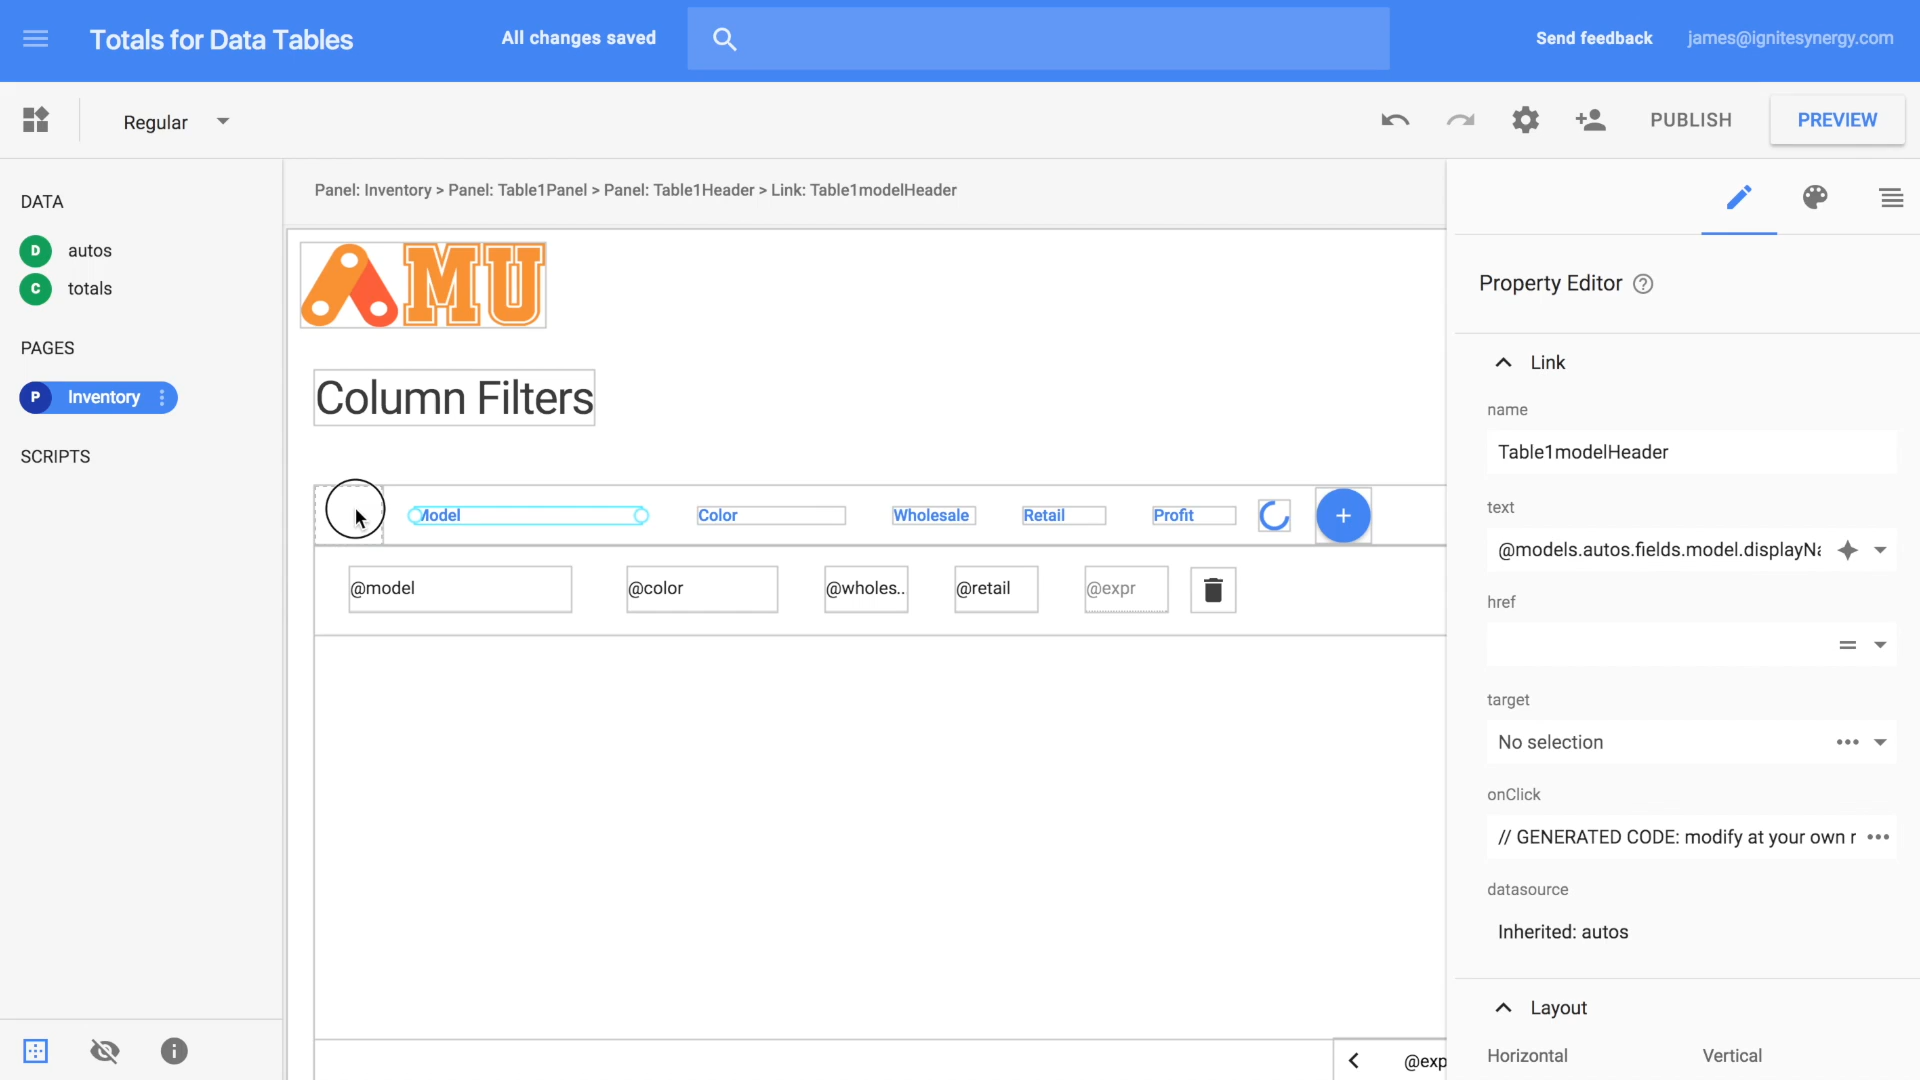 Totals for Data Tables
All changes saved
Send feedback
james@ignitesynergy.com
Regular
PUBLISH
PREVIEW
DATA
D autos
C totals
PAGES
P Inventory
SCRIPTS
Panel: Inventory > Panel: Table1Panel > Panel: Table1Header > Link: Table1modelHeader
MU
Column Filters
Model Color Wholesale Retail Profit +
@model @color @wholes.. @retail @expr
@exp
Property Editor ?
Link
name
Table1modelHeader
text
@models.autos.fields.model.displayNa
href
target
No selection
onClick
// GENERATED CODE: modify at your own r
datasource
Inherited: autos
Layout
Horizontal Vertical